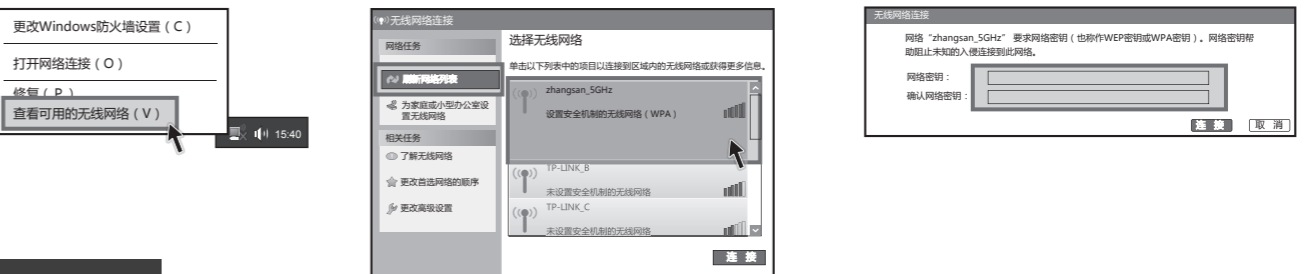 更改Windows防火墙设置（C）
打开网络连接（O）
修复（P）
查看可用的无线网络（V）
15:40
无线网络连接
网络任务
刷新网络列表
为家庭或小型办公室设
置无线网络
相关任务
了解无线网络
更改首选网络的顺序
更改高级设置
选择无线网络
单击以下列表中的项目以连接到区域内的无线网络或获得更多信息。
zhangsan_5GHz
设置安全机制的无线网络（WPA）
TP-LINK_B
未设置安全机制的无线网络
TP-LINK_C
未设置安全机制的无线网络
连 接
无线网络连接
网络“zhangsan_5GHz” 要求网络密钥（也称作WEP密钥或WPA密钥）。网络密钥帮
助阻止未知的入侵连接到此网络。
网络密钥：
确认网络密钥：
连 接
取 消